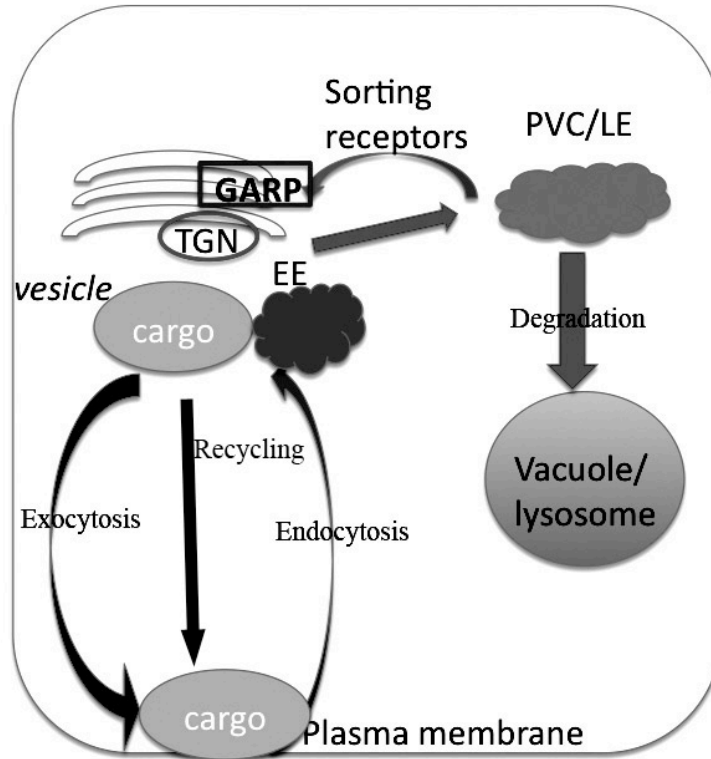 Sorting
receptors
PVC/LE
GARP
TGN
EE
vesicle
cargo
Degradation
Recycling
Vacuole/
lysosome
Exocytosis
Endocytosis
cargo
Plasma membrane